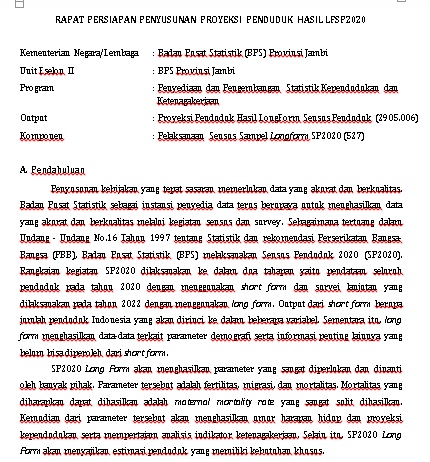 RAPAT PERSIAPAN PENYUSUNAN PROYEKSI PENDUDUK HASIL LFSP2020
Kementerian Negara/Lembaga : Badan Pusat Statistik (BPS) Provinsi Jambi
Unit Eselon II : BPS Provinsi Jambi
Program : Penyediaan dan Pengembangan Statistik Kependudukan dan
Ketenagakerjaan
Output : Proyeksi Penduduk Hasil LongForm Sensus Penduduk (2905.006)
Komponen : Pelaksanaan Sensus Sampel Longform SP2020 (527)
A. Pendahuluan
Penyusunan kebijakan yang tepat sasaran memerlukan data yang akurat dan berkualitas.
Badan Pusat Statistik sebagai instansi penyedia data terus berupaya untuk menghasilkan data
yang akurat dan berkualitas melalui kegiatan sensus dan survey. Sebagaimana tertuang dalam
Undang - Undang No.16 Tahun 1997 tentang Statistik dan rekomendasi Perserikatan Bangsa-
Bangsa (PBB), Badan Pusat Statistik (BPS) melaksanakan Sensus Penduduk 2020 (SP2020).
Rangkaian kegiatan SP2020 dilaksanakan ke dalam dua tahapan yaitu pendataan seluruh
penduduk pada tahun 2020 dengan menggunakan short form dan survei lanjutan yang
dilaksanakan pada tahun 2022 dengan menggunakan long form. Output dari short form berupa
jumlah penduduk Indonesia yang akan dirinci ke dalam beberapa variabel. Sementara itu, long
form menghasilkan data-data terkait parameter demografi serta informasi penting lainnya yang
belum bisa diperoleh dari short form.
SP2020 Long Form akan menghasilkan parameter yang sangat diperlukan dan dinanti
oleh banyak pihak. Parameter tersebut adalah fertilitas, migrasi, dan mortalitas. Mortalitas yang
diharapkan dapat dihasilkan adalah maternal mortality rate yang sangat sulit dihasilkan.
Kemudian dari parameter tersebut akan menghasilkan umur harapan hidup dan proyeksi
kependudukan serta mempertajam analisis indikator ketenagakerjaan. Selain itu, SP2020 Long
Form akan menyajikan estimasi penduduk yang memiliki kebutuhan khusus.